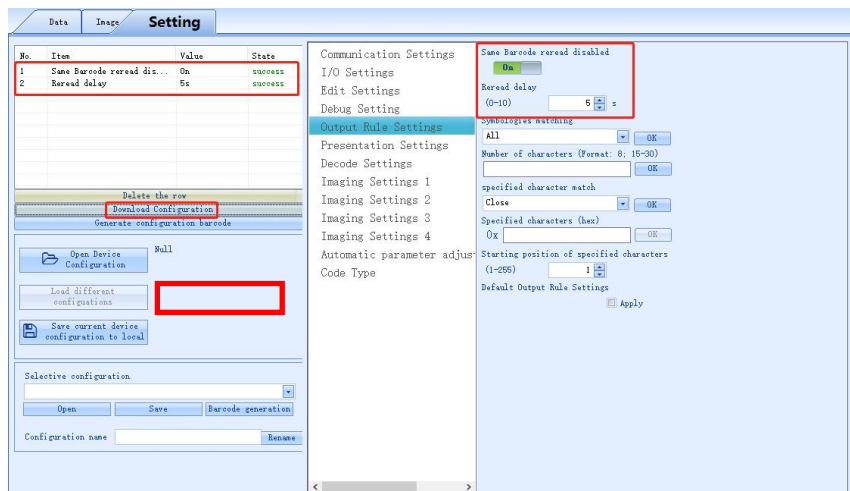 Data Image Setting
No. Item Value State
1 Same Barcode reread dis... On success
2 Reread delay 5s success
Delete the row
Download Configuration
Generate configuration barcode
Open Device
Configuration
Null
Load different
configuations
Save current device
configuration to local
Selective configuration
Open Save Barcode generation
Configuration name Rename
Communication Settings
I/O Settings
Edit Settings
Debug Setting
Output Rule Settings
Presentation Settings
Decode Settings
Imaging Settings 1
Imaging Settings 2
Imaging Settings 3
Imaging Settings 4
Automatic parameter adjus
Code Type
Same Barcode reread disabled
On
Reread delay
(0-10) 5 s
Symbologies matching
All OK
Number of characters (Format: 8; 15-30)
OK
specified character match
Close OK
Specified characters (hex)
0x OK
Starting position of specified characters
(1-255) 1
Default Output Rule Settings
Apply